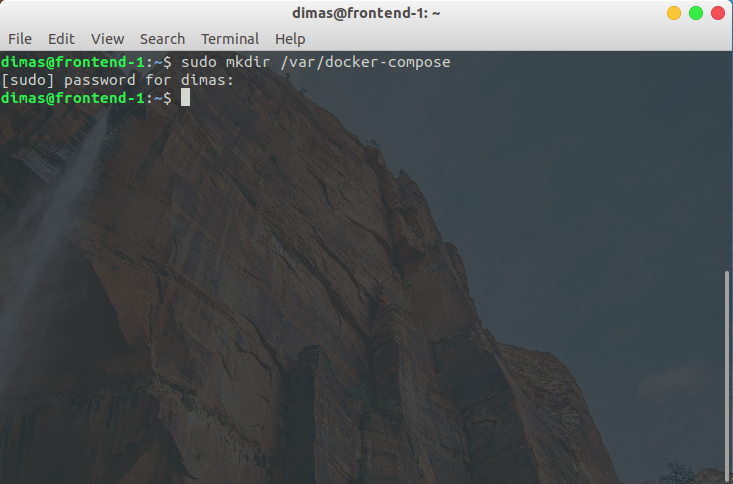 dimas@frontend-1: ~
File Edit View Search Terminal Help
dimas@frontend-1:~$ sudo mkdir /var/docker-compose
[sudo] password for dimas:
dimas@frontend-1:~$